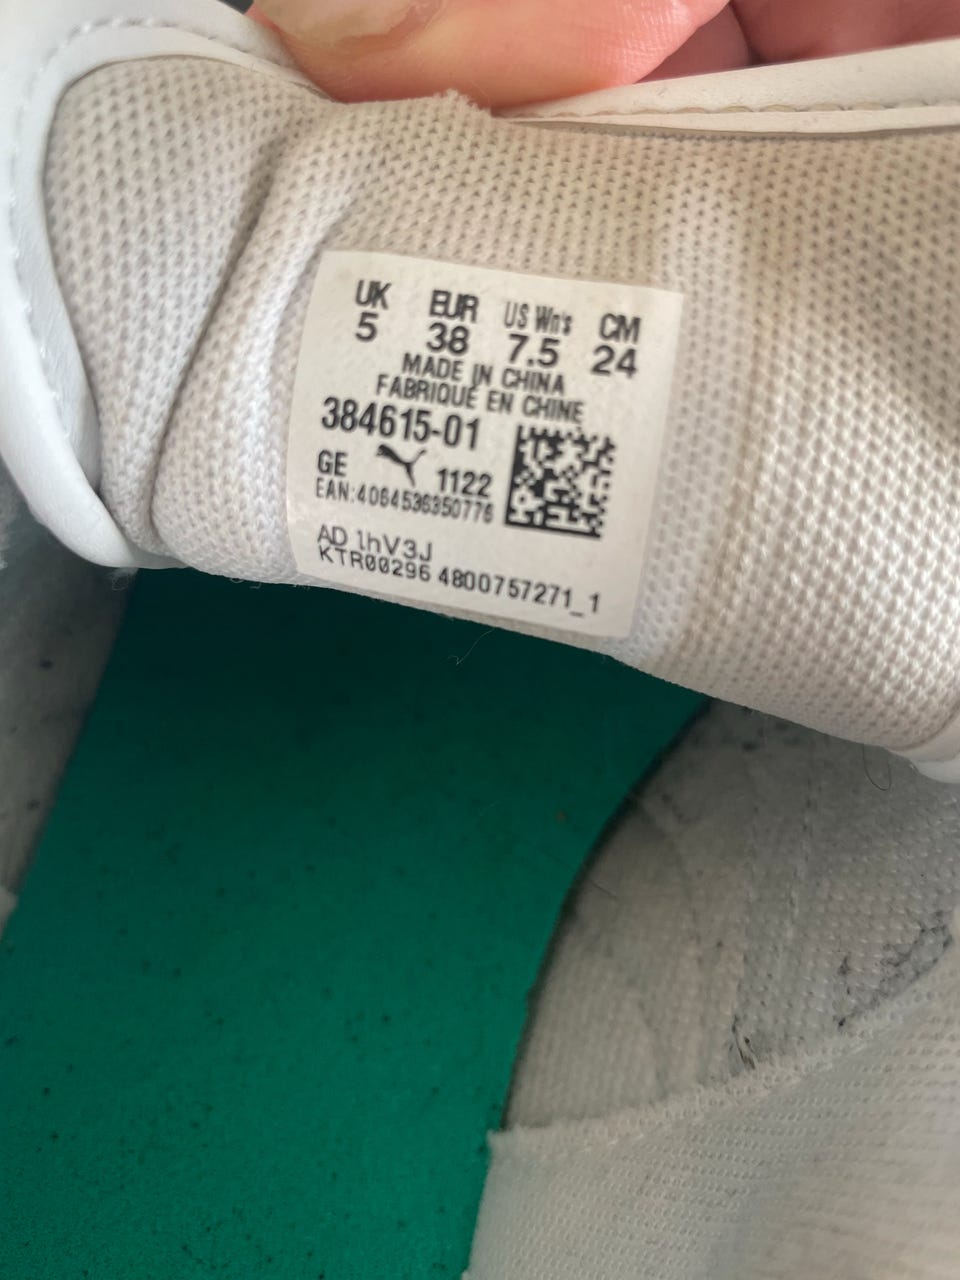 UK EUR US Wn's CM
5 38 7.5 24
MADE IN CHINA
FABRIQUÉ EN CHINE
384615-01
GE 1122
EAN:4064536350776
AD 1hV3J
KTR00296 4800757271_1